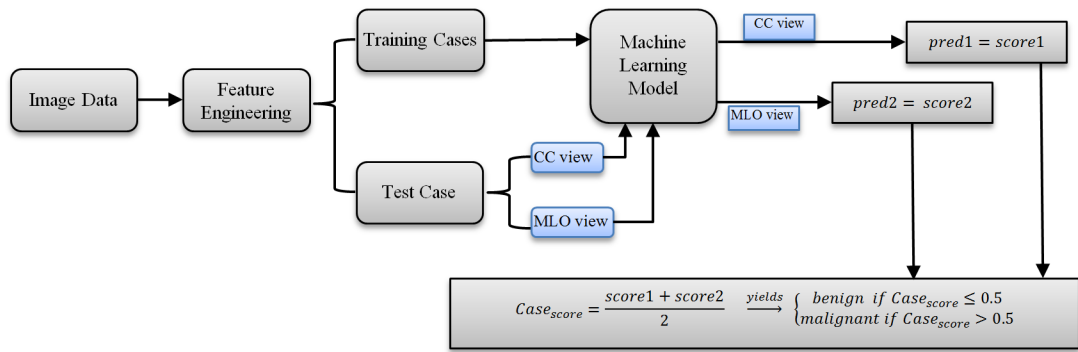 Image Data
Feature
Engineering
Training Cases
Test Case
CC view
MLO view
Machine
Learning
Model
CC view
MLO view
pred1 = score1
pred2 = score2
Case_score = (score1 + score2) / 2 yields → { benign if Case_score ≤ 0.5
malignant if Case_score > 0.5